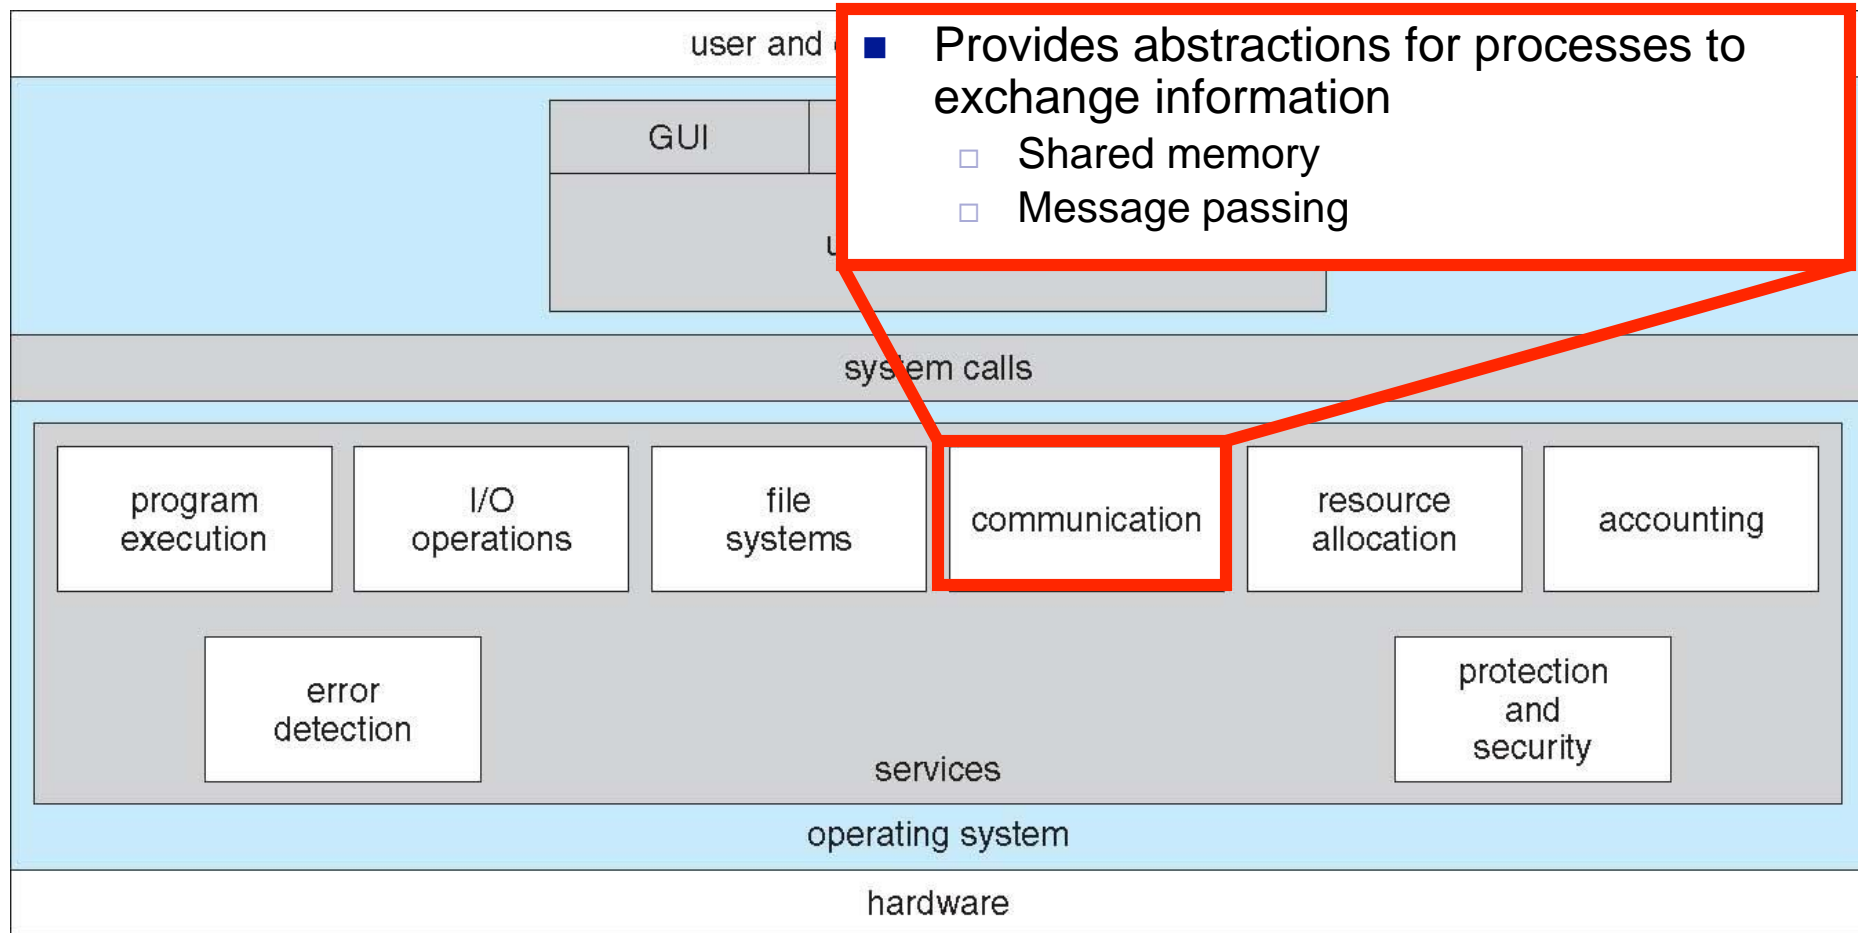 user and
Provides abstractions for processes to
exchange information
Shared memory
Message passing
GUI
system calls
program
execution
I/O
operations
file
systems
communication
resource
allocation
accounting
error
detection
protection
and
security
services
operating system
hardware